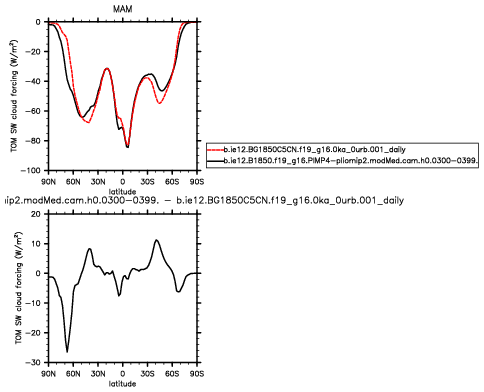 MAM
TOM SW cloud forcing (W/m²)
0
-20
-40
-60
-80
-100
90N 60N 30N 0 30S 60S 90S
latitude
b.ie12.BG1850C5CN.f19_g16.0ka_0urb.001_daily
b.ie12.B1850.f19_g16.PIMP4-pliomip2.modMed.cam.h0.0300-0399.
mip2.modMed.cam.h0.0300-0399. - b.ie12.BG1850C5CN.f19_g16.0ka_0urb.001_daily
TOM SW cloud forcing (W/m²)
20
10
0
-10
-20
-30
90N 60N 30N 0 30S 60S 90S
latitude